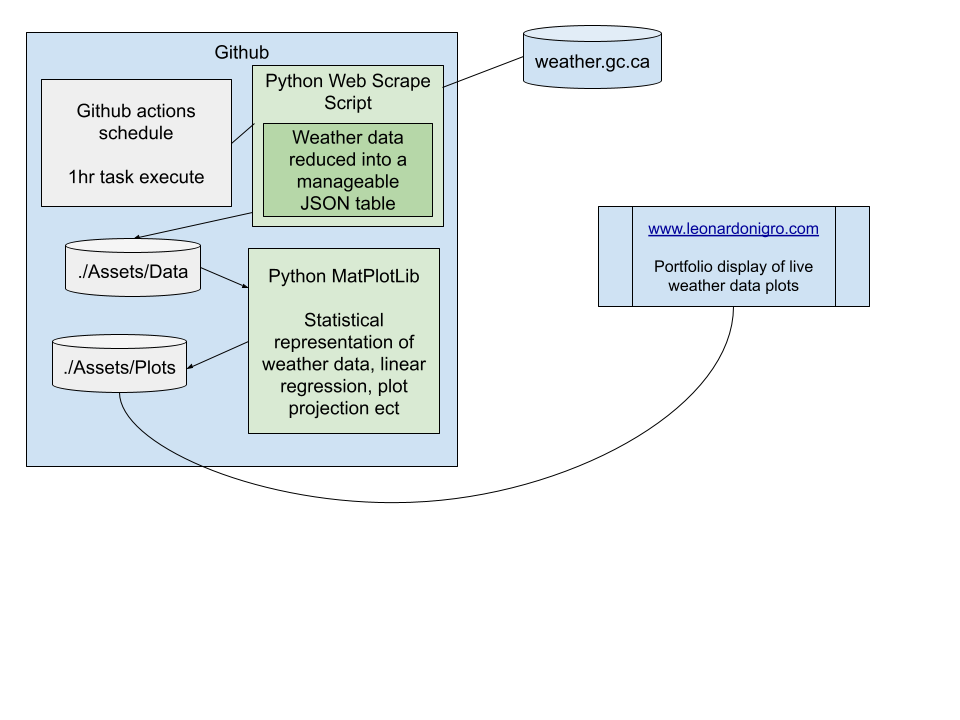 Github
Github actions
schedule
1hr task execute
Python Web Scrape
Script
Weather data
reduced into a
manageable
JSON table
weather.gc.ca
./Assets/Data
Python MatPlotLib
Statistical
representation of
weather data, linear
regression, plot
projection ect
./Assets/Plots
www.leonardonigro.com
Portfolio display of live
weather data plots